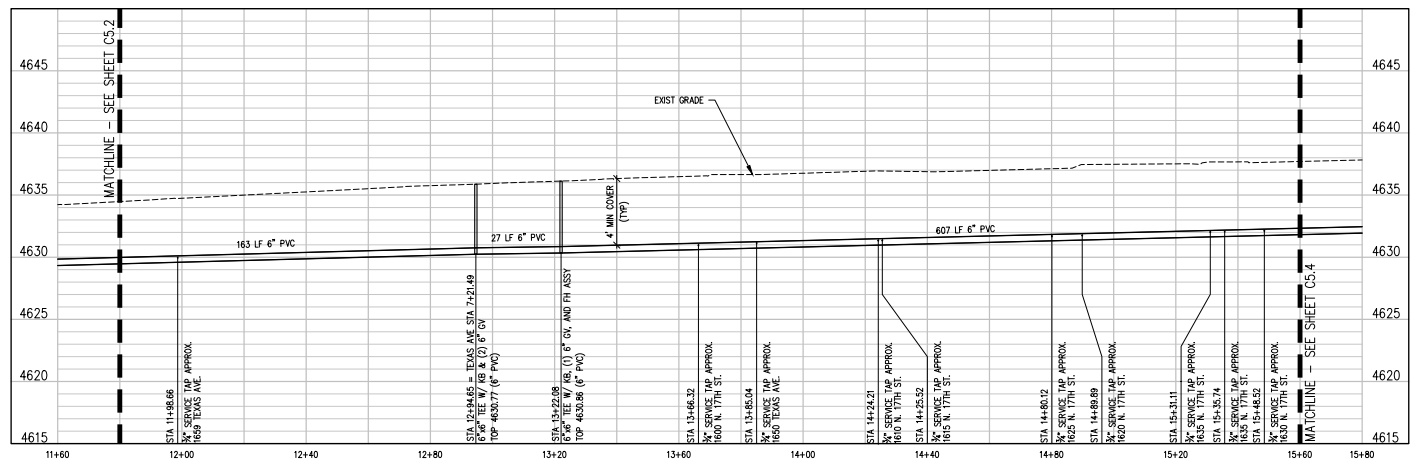 MATCHLINE - SEE SHEET C5.2
4645
4640
4635
4630
4625
4620
4615
EXIST GRADE
4' MIN COVER
(TYP)
163 LF 6" PVC
27 LF 6" PVC
607 LF 6" PVC
STA 11+98.66
¾" SERVICE TAP APPROX.
1659 TEXAS AVE.
STA 12+94.65 = TEXAS AVE STA 7+21.49
6"x6" TEE W/ KB & (2) 6" GV
TOP 4630.77 (6" PVC)
STA 13+22.08
6"x6" TEE W/ KB, (1) 6" GV, AND FH ASSY
TOP 4630.86 (6" PVC)
STA 13+66.32
¾" SERVICE TAP APPROX.
1600 N. 17TH ST.
STA 13+85.04
¾" SERVICE TAP APPROX.
1650 TEXAS AVE.
STA 14+24.21
¾" SERVICE TAP APPROX.
1610 N. 17TH ST.
STA 14+25.52
¾" SERVICE TAP APPROX.
1615 N. 17TH ST.
STA 14+80.12
¾" SERVICE TAP APPROX.
1625 N. 17TH ST.
STA 14+89.89
¾" SERVICE TAP APPROX.
1620 N. 17TH ST.
STA 15+31.11
¾" SERVICE TAP APPROX.
1635 N. 17TH ST.
STA 15+35.74
¾" SERVICE TAP APPROX.
1635 N. 17TH ST.
STA 15+48.52
¾" SERVICE TAP APPROX.
1630 N. 17TH ST.
MATCHLINE - SEE SHEET C5.4
4645
4640
4635
4630
4625
4620
4615
11+60 12+00 12+40 12+80 13+20 13+60 14+00 14+40 14+80 15+20 15+60 15+80